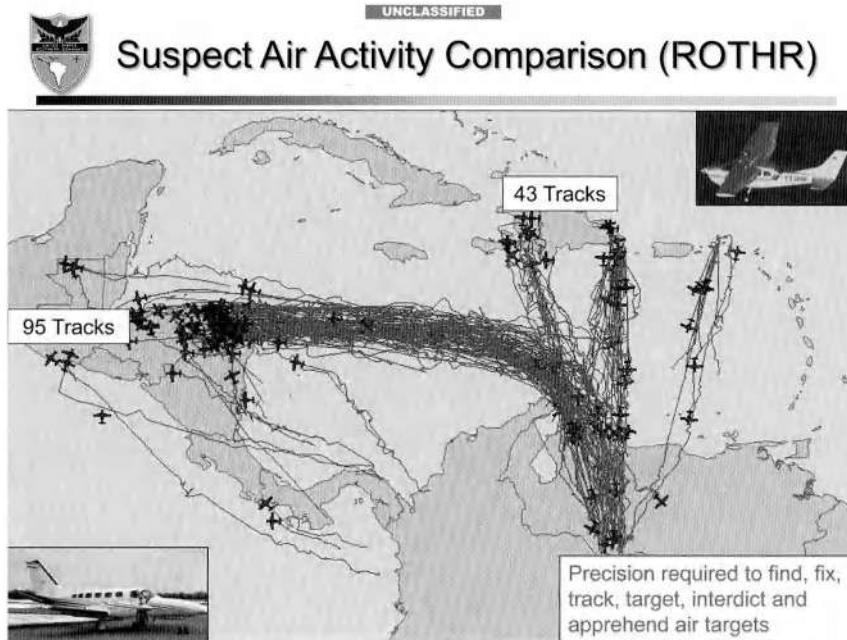 UNCLASSIFIED
Suspect Air Activity Comparison (ROTHR)
43 Tracks
95 Tracks
Precision required to find, fix,
track, target, interdict and
apprehend air targets